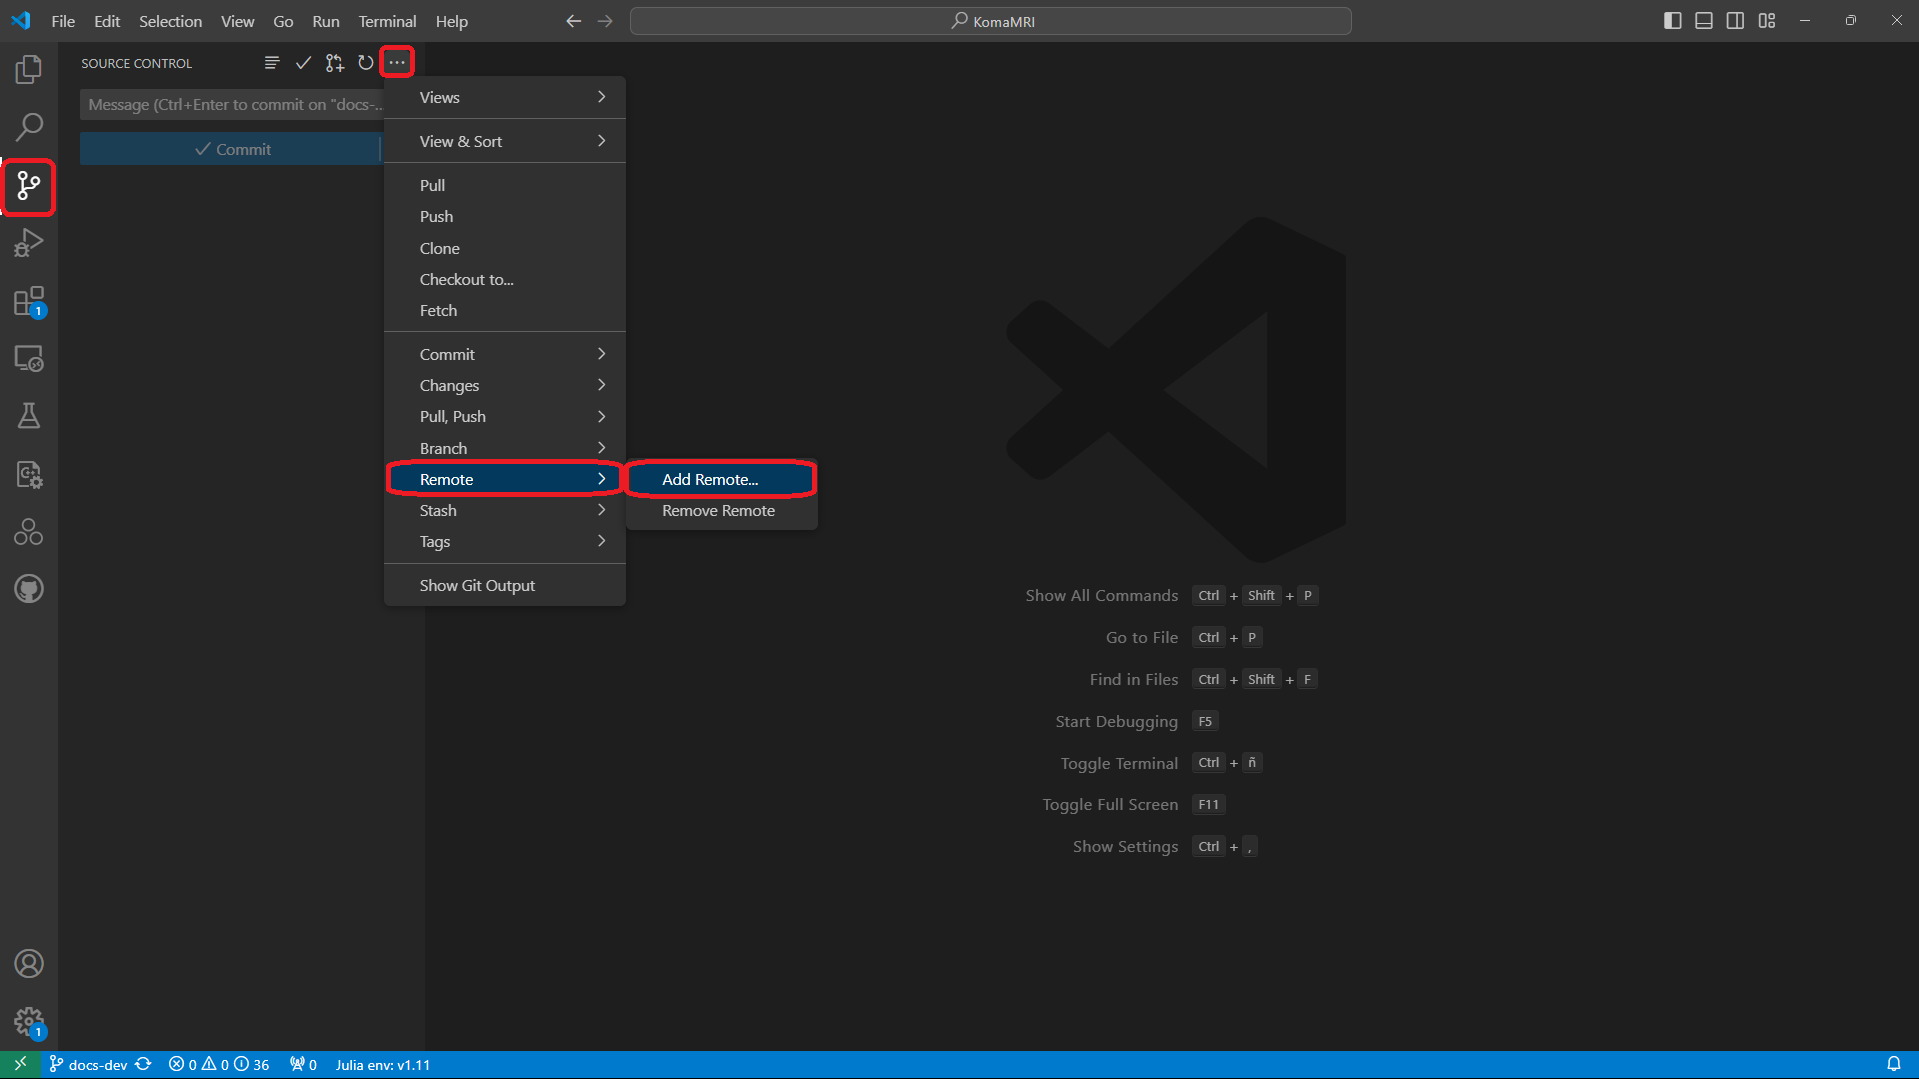 File Edit Selection View Go Run Terminal Help
KomaMRI
SOURCE CONTROL
Message (Ctrl+Enter to commit on "docs-...
Commit
Views
View & Sort
Pull
Push
Clone
Checkout to...
Fetch
Commit
Changes
Pull, Push
Branch
Remote
Stash
Tags
Show Git Output
Add Remote...
Remove Remote
1
Show All Commands Ctrl + Shift + P
Go to File Ctrl + P
Find in Files Ctrl + Shift + F
Start Debugging F5
Toggle Terminal Ctrl + ñ
Toggle Full Screen F11
Show Settings Ctrl + ,
1
docs-dev 0 0 36 0 Julia env: v1.11